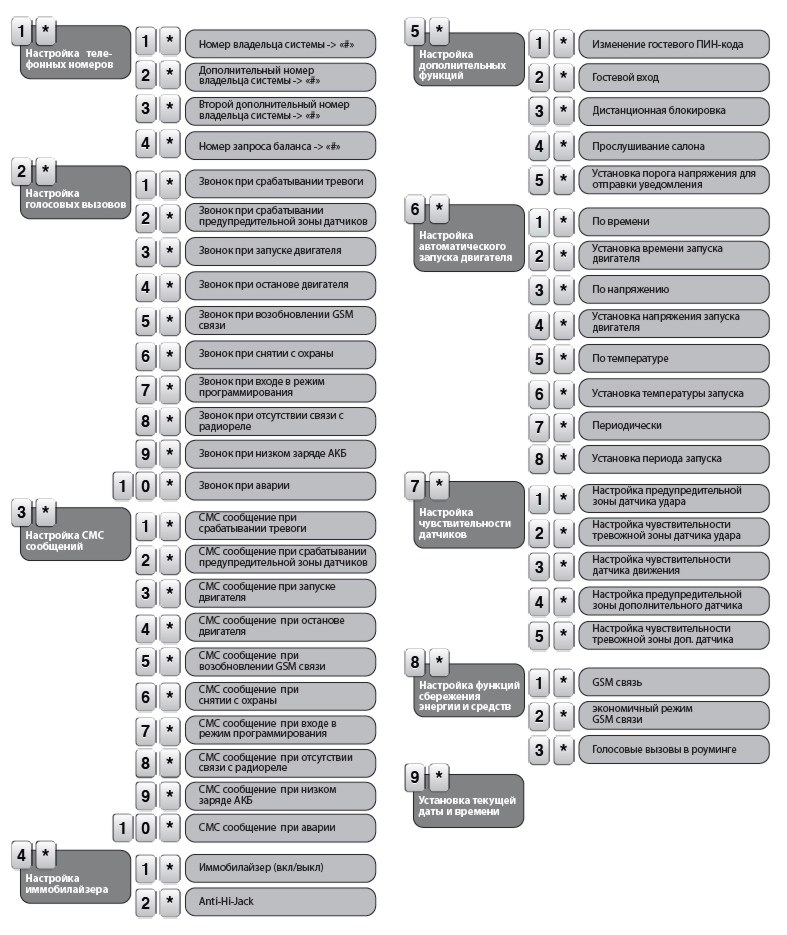 1 *
Настройка теле-
фонных номеров
1 * Номер владельца системы -> «#»
2 * Дополнительный номер
владельца системы -> «#»
3 * Второй дополнительный номер
владельца системы -> «#»
4 * Номер запроса баланса -> «#»
2 *
Настройка
голосовых вызовов
1 * Звонок при срабатывании тревоги
2 * Звонок при срабатывании
предупредительной зоны датчиков
3 * Звонок при запуске двигателя
4 * Звонок при останове двигателя
5 * Звонок при возобновлении GSM
связи
6 * Звонок при снятии с охраны
7 * Звонок при входе в режим
программирования
8 * Звонок при отсутствии связи с
радиореле
9 * Звонок при низком заряде АКБ
1 0 * Звонок при аварии
3 *
Настройка СМС
сообщений
1 * СМС сообщение при
срабатывании тревоги
2 * СМС сообщение при срабатывании
предупредительной зоны датчиков
3 * СМС сообщение при запуске
двигателя
4 * СМС сообщение при останове
двигателя
5 * СМС сообщение при
возобновлении GSM связи
6 * СМС сообщение при
снятии с охраны
7 * СМС сообщение при входе в
режим программирования
8 * СМС сообщение при отсутствии
связи с радиореле
9 * СМС сообщение при низком
заряде АКБ
1 0 * СМС сообщение при аварии
4 *
Настройка
иммобилайзера
1 * Иммобилайзер (вкл/выкл)
2 * Anti-Hi-Jack
5 *
Настройка
дополнительных
функций
1 * Изменение гостевого ПИН-кода
2 * Гостевой вход
3 * Дистанционная блокировка
4 * Прослушивание салона
5 * Установка порога напряжения для
отправки уведомления
6 *
Настройка
автоматического
запуска двигателя
1 * По времени
2 * Установка времени запуска
двигателя
3 * По напряжению
4 * Установка напряжения запуска
двигателя
5 * По температуре
6 * Установка температуры запуска
7 * Периодически
8 * Установка периода запуска
7 *
Настройка
чувствительности
датчиков
1 * Настройка предупредительной
зоны датчика удара
2 * Настройка чувствительности
тревожной зоны датчика удара
3 * Настройка чувствительности
датчика движения
4 * Настройка предупредительной
зоны дополнительного датчика
5 * Настройка чувствительности
тревожной зоны доп. датчика
8 *
Настройка функций
сбережения
энергии и средств
1 * GSM связь
2 * экономичный режим
GSM связи
3 * Голосовые вызовы в роуминге
9 *
Установка текущей
даты и времени